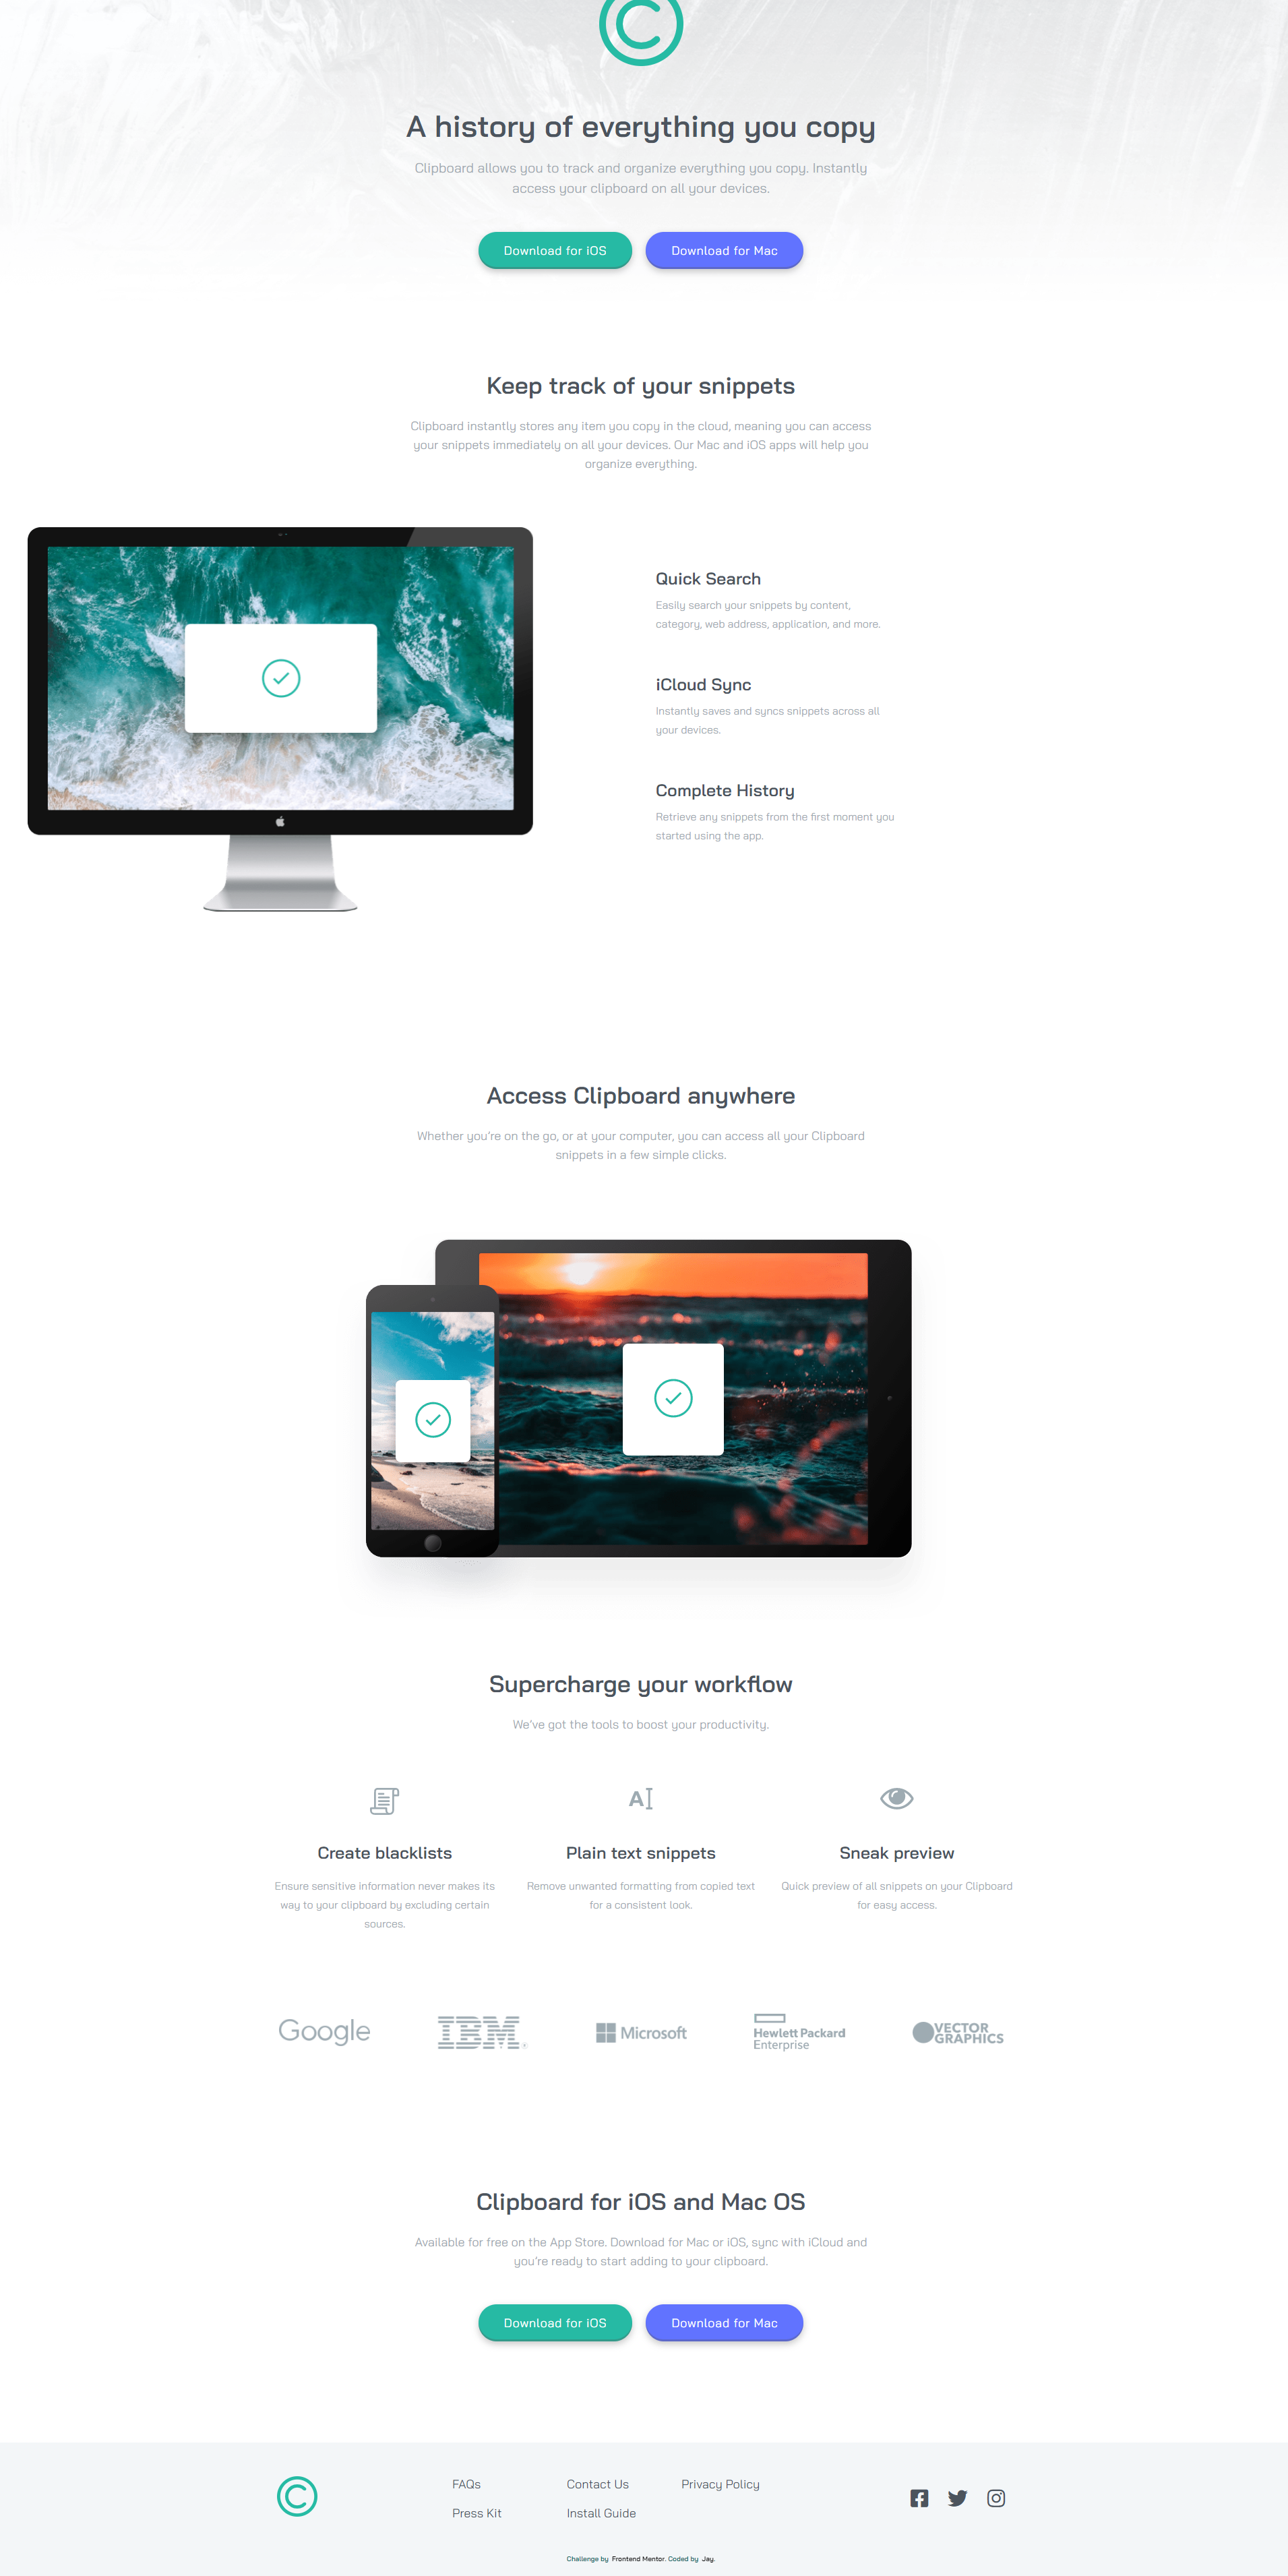 A history of everything you copy
Clipboard allows you to track and organize everything you copy. Instantly
access your clipboard on all your devices.
Download for iOS
Download for Mac
Keep track of your snippets
Clipboard instantly stores any item you copy in the cloud, meaning you can access
your snippets immediately on all your devices. Our Mac and iOS apps will help you
organize everything.
Quick Search
Easily search your snippets by content,
category, web address, application, and more.
iCloud Sync
Instantly saves and syncs snippets across all
your devices.
Complete History
Retrieve any snippets from the first moment you
started using the app.
Access Clipboard anywhere
Whether you're on the go, or at your computer, you can access all your Clipboard
snippets in a few simple clicks.
Supercharge your workflow
We've got the tools to boost your productivity.
A
Create blacklists
Ensure sensitive information never makes its
way to your clipboard by excluding certain
sources.
Plain text snippets
Remove unwanted formatting from copied text
for a consistent look.
Sneak preview
Quick preview of all snippets on your Clipboard
for easy access.
Google
IBM®
Microsoft
Hewlett Packard
Enterprise
VECTOR
GRAPHICS
Clipboard for iOS and Mac OS
Available for free on the App Store. Download for Mac or iOS, sync with iCloud and
you're ready to start adding to your clipboard.
Download for iOS
Download for Mac
FAQs
Contact Us
Privacy Policy
Press Kit
Install Guide
Challenge by Frontend Mentor. Coded by Jay.